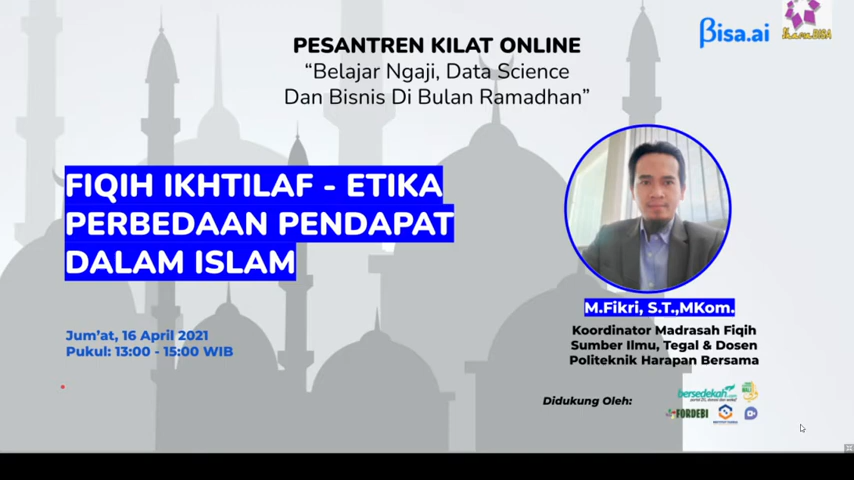 PESANTREN KILAT ONLINE
“Belajar Ngaji, Data Science
Dan Bisnis Di Bulan Ramadhan”
βisa.ai
FIQIH IKHTILAF - ETIKA
PERBEDAAN PENDAPAT
DALAM ISLAM
M.Fikri, S.T.,MKom.
Koordinator Madrasah Fiqih
Sumber Ilmu, Tegal & Dosen
Politeknik Harapan Bersama
Jum’at, 16 April 2021
Pukul: 13:00 - 15:00 WIB
Didukung Oleh:
bersedekah.com
FORDEBI